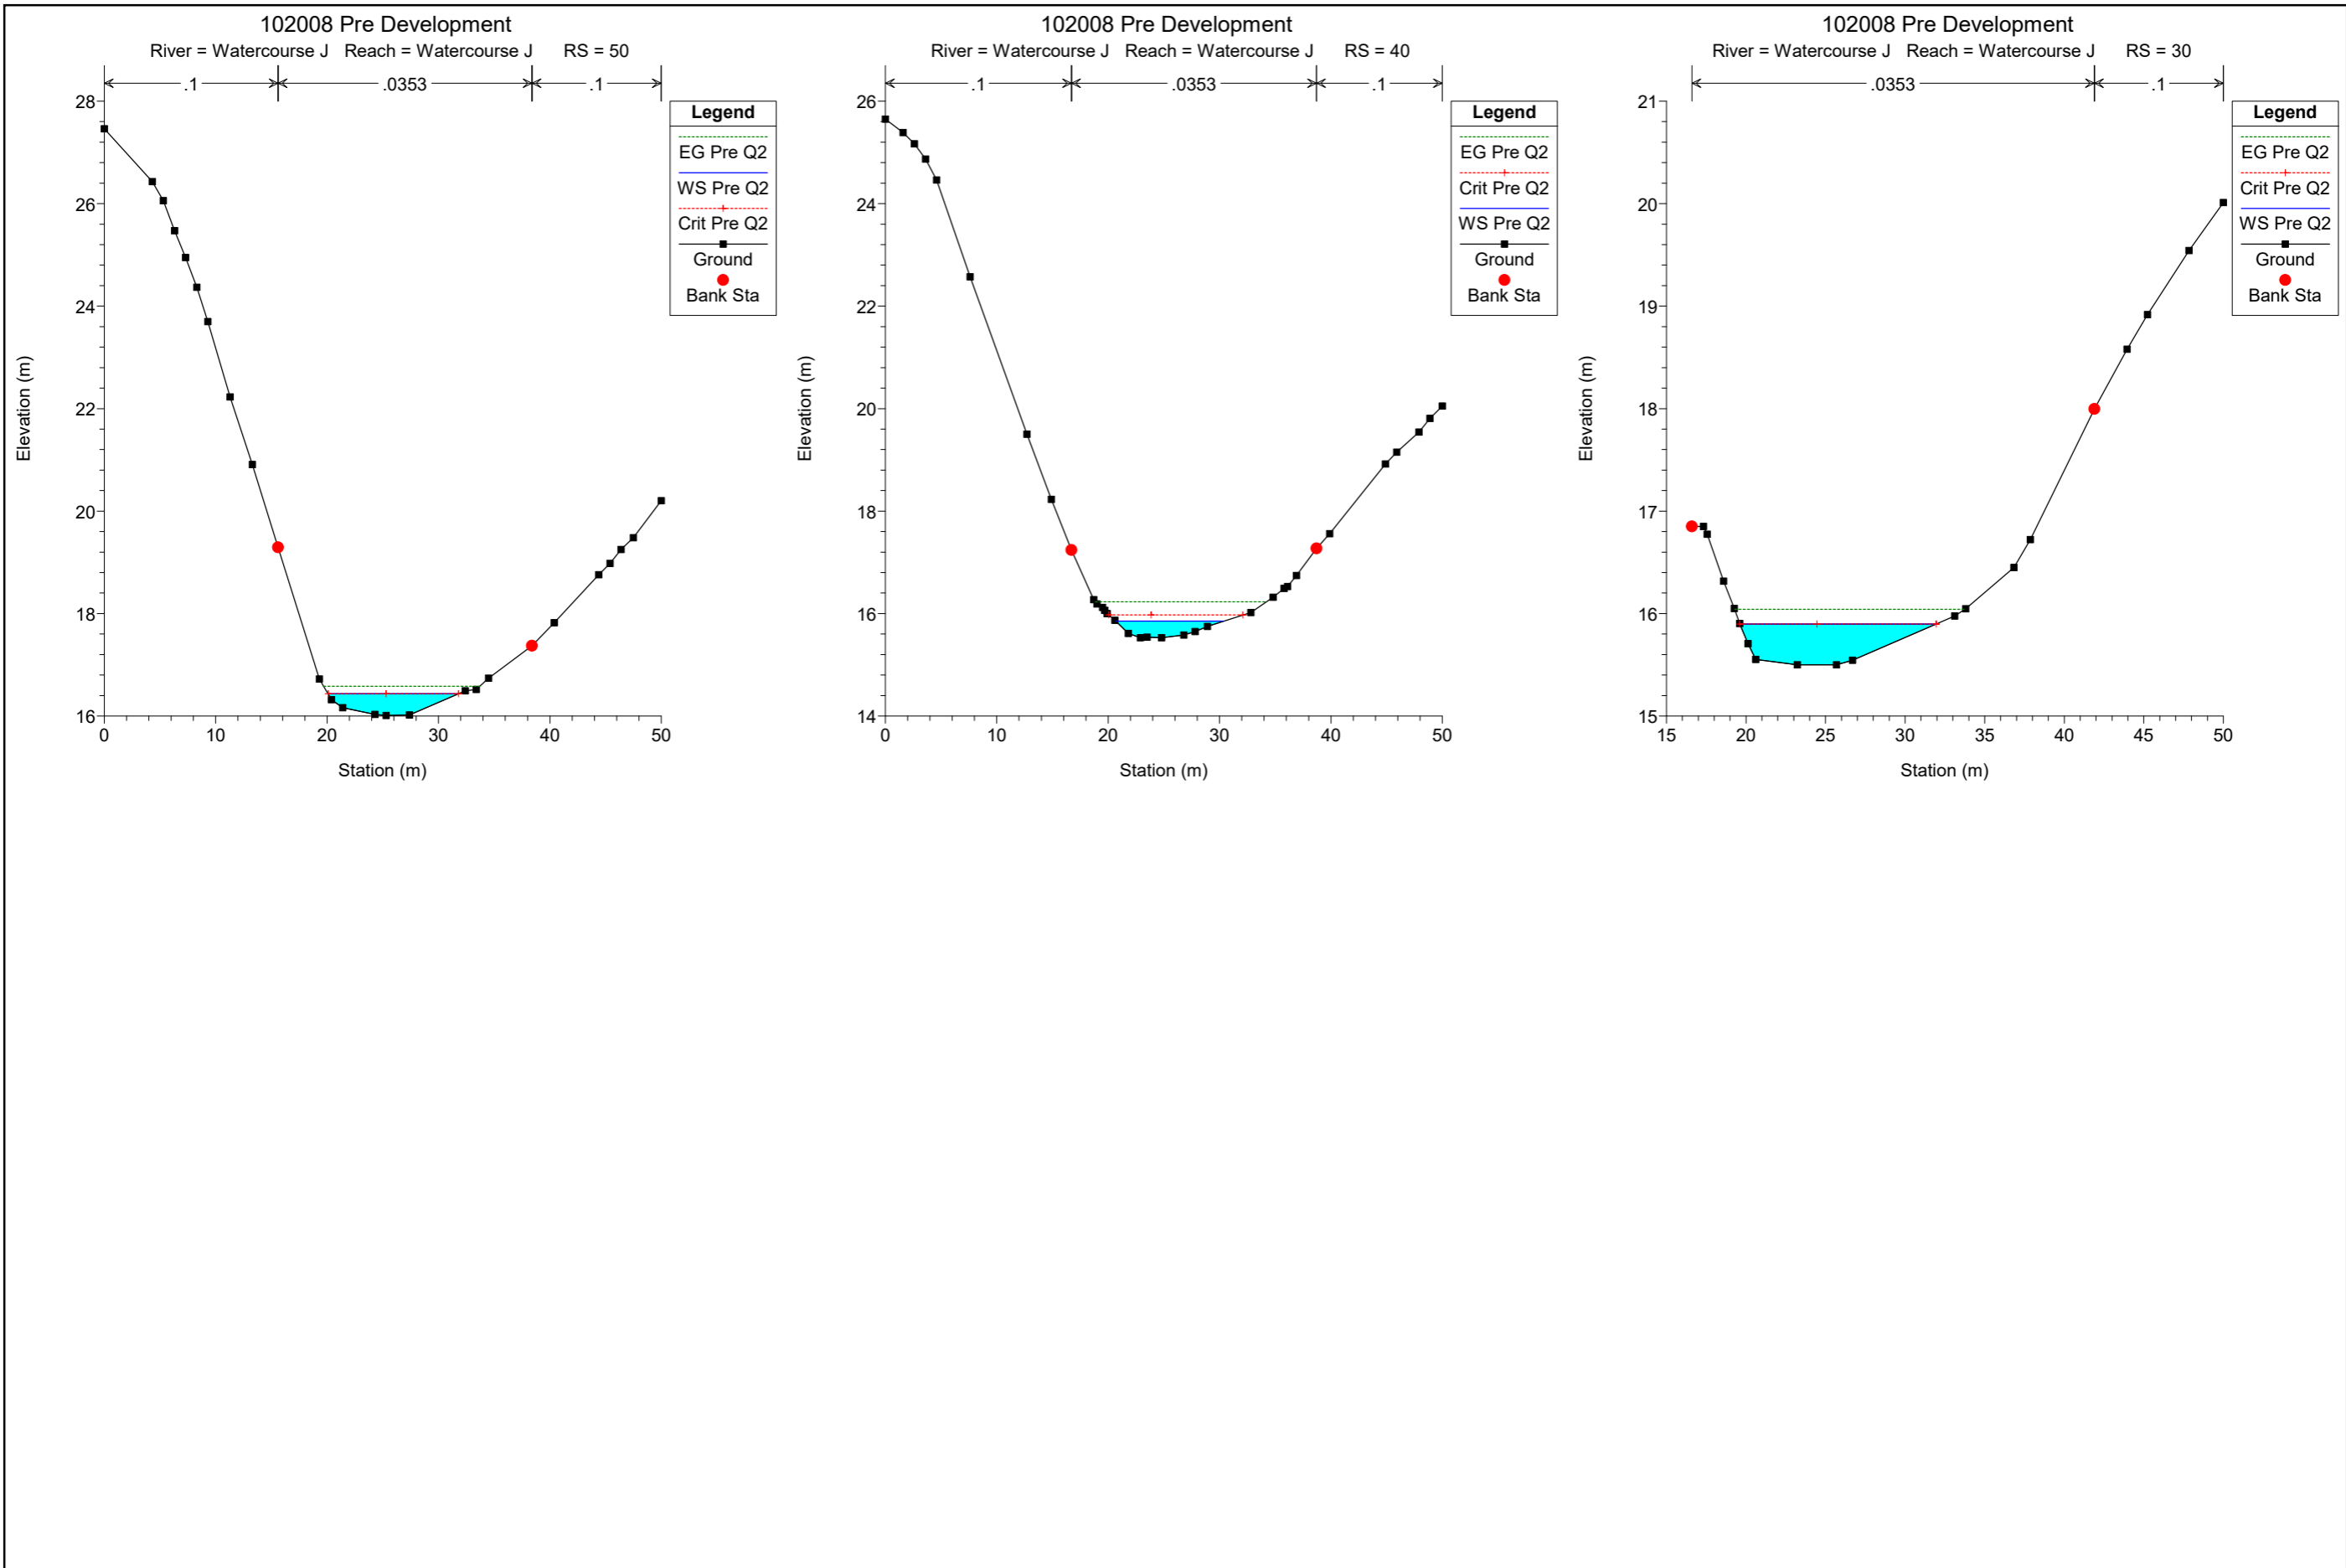 102008 Pre Development
River = Watercourse J Reach = Watercourse J RS = 50
.1 .0353 .1
28
26
24
22
20
18
16
0 10 20 30 40 50
Elevation (m)
Station (m)
Legend
EG Pre Q2
WS Pre Q2
Crit Pre Q2
Ground
Bank Sta
102008 Pre Development
River = Watercourse J Reach = Watercourse J RS = 40
.1 .0353 .1
26
24
22
20
18
16
14
0 10 20 30 40 50
Elevation (m)
Station (m)
Legend
EG Pre Q2
Crit Pre Q2
WS Pre Q2
Ground
Bank Sta
102008 Pre Development
River = Watercourse J Reach = Watercourse J RS = 30
.0353 .1
21
20
19
18
17
16
15
15 20 25 30 35 40 45 50
Elevation (m)
Station (m)
Legend
EG Pre Q2
Crit Pre Q2
WS Pre Q2
Ground
Bank Sta